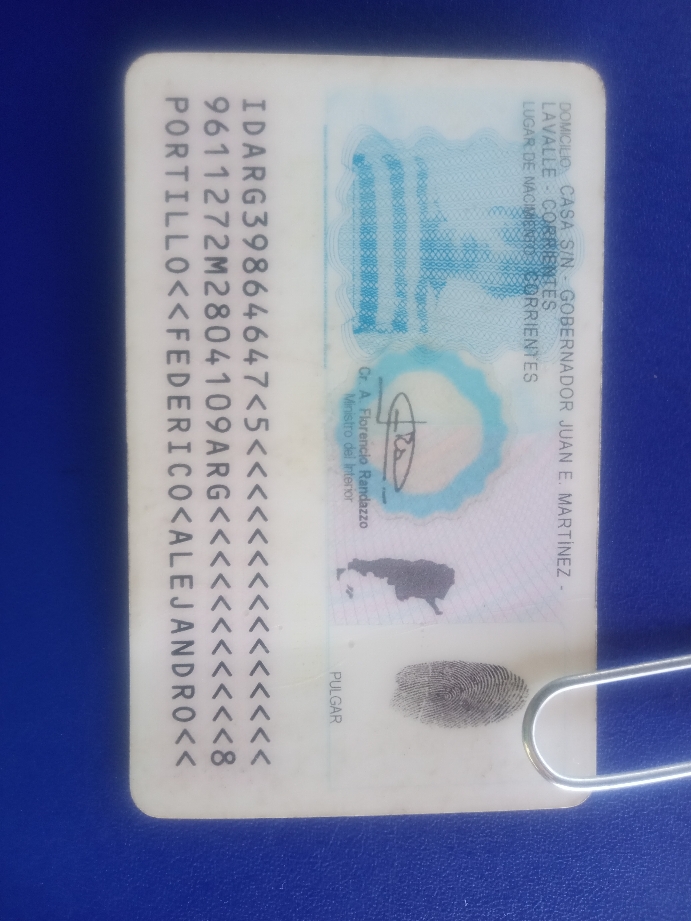 DOMICILIO: CASA S/N - GOBERNADOR JUAN E. MARTÍNEZ -
LAVALLE - CORRIENTES
LUGAR DE NACIMIENTO: CORRIENTES
Cr. A. Florencio Randazzo
Ministro del Interior
PULGAR
IDARG39864647<5<<<<<<<<<<<<<<<
9611272M2804109ARG<<<<<<<<<<<8
PORTILLO<<FEDERICO<ALEJANDRO<<